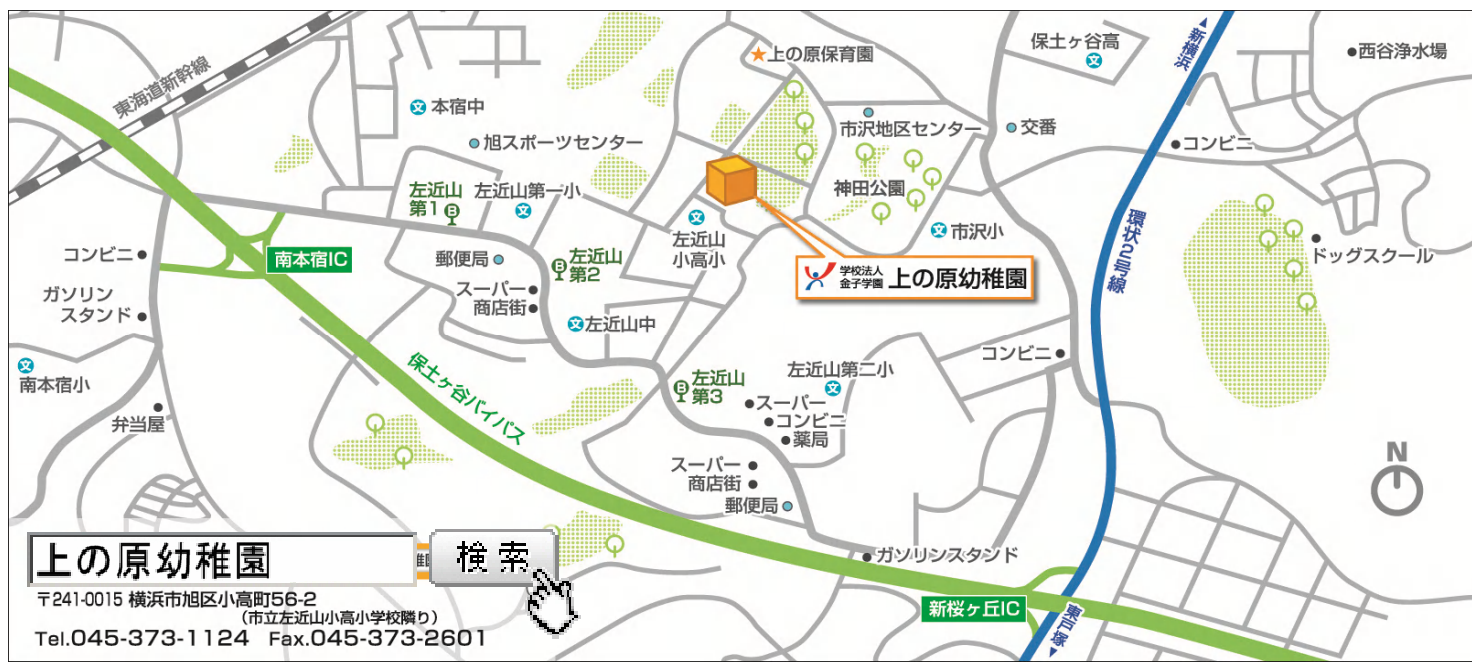 東海道新幹線
本宿中
旭スポーツセンター
上の原保育園
市沢地区センター
保土ヶ谷高
交番
新横浜
西谷浄水場
コンビニ
左近山
第1
B
左近山第一小
左近山
小高小
神田公園
市沢小
環状2号線
ドッグスクール
コンビニ
南本宿IC
郵便局
B
左近山
第2
学校法人
金子学園
上の原幼稚園
ガソリン
スタンド
スーパー
商店街
左近山中
南本宿小
保土ヶ谷バイパス
弁当屋
B
左近山
第3
左近山第二小
コンビニ
スーパー
コンビニ
薬局
スーパー
商店街
郵便局
N
ガソリンスタンド
新桜ヶ丘IC
東戸塚
上の原幼稚園
検索
〒241-0015 横浜市旭区小高町56-2
(市立左近山小高小学校隣り)
Tel.045-373-1124 Fax.045-373-2601